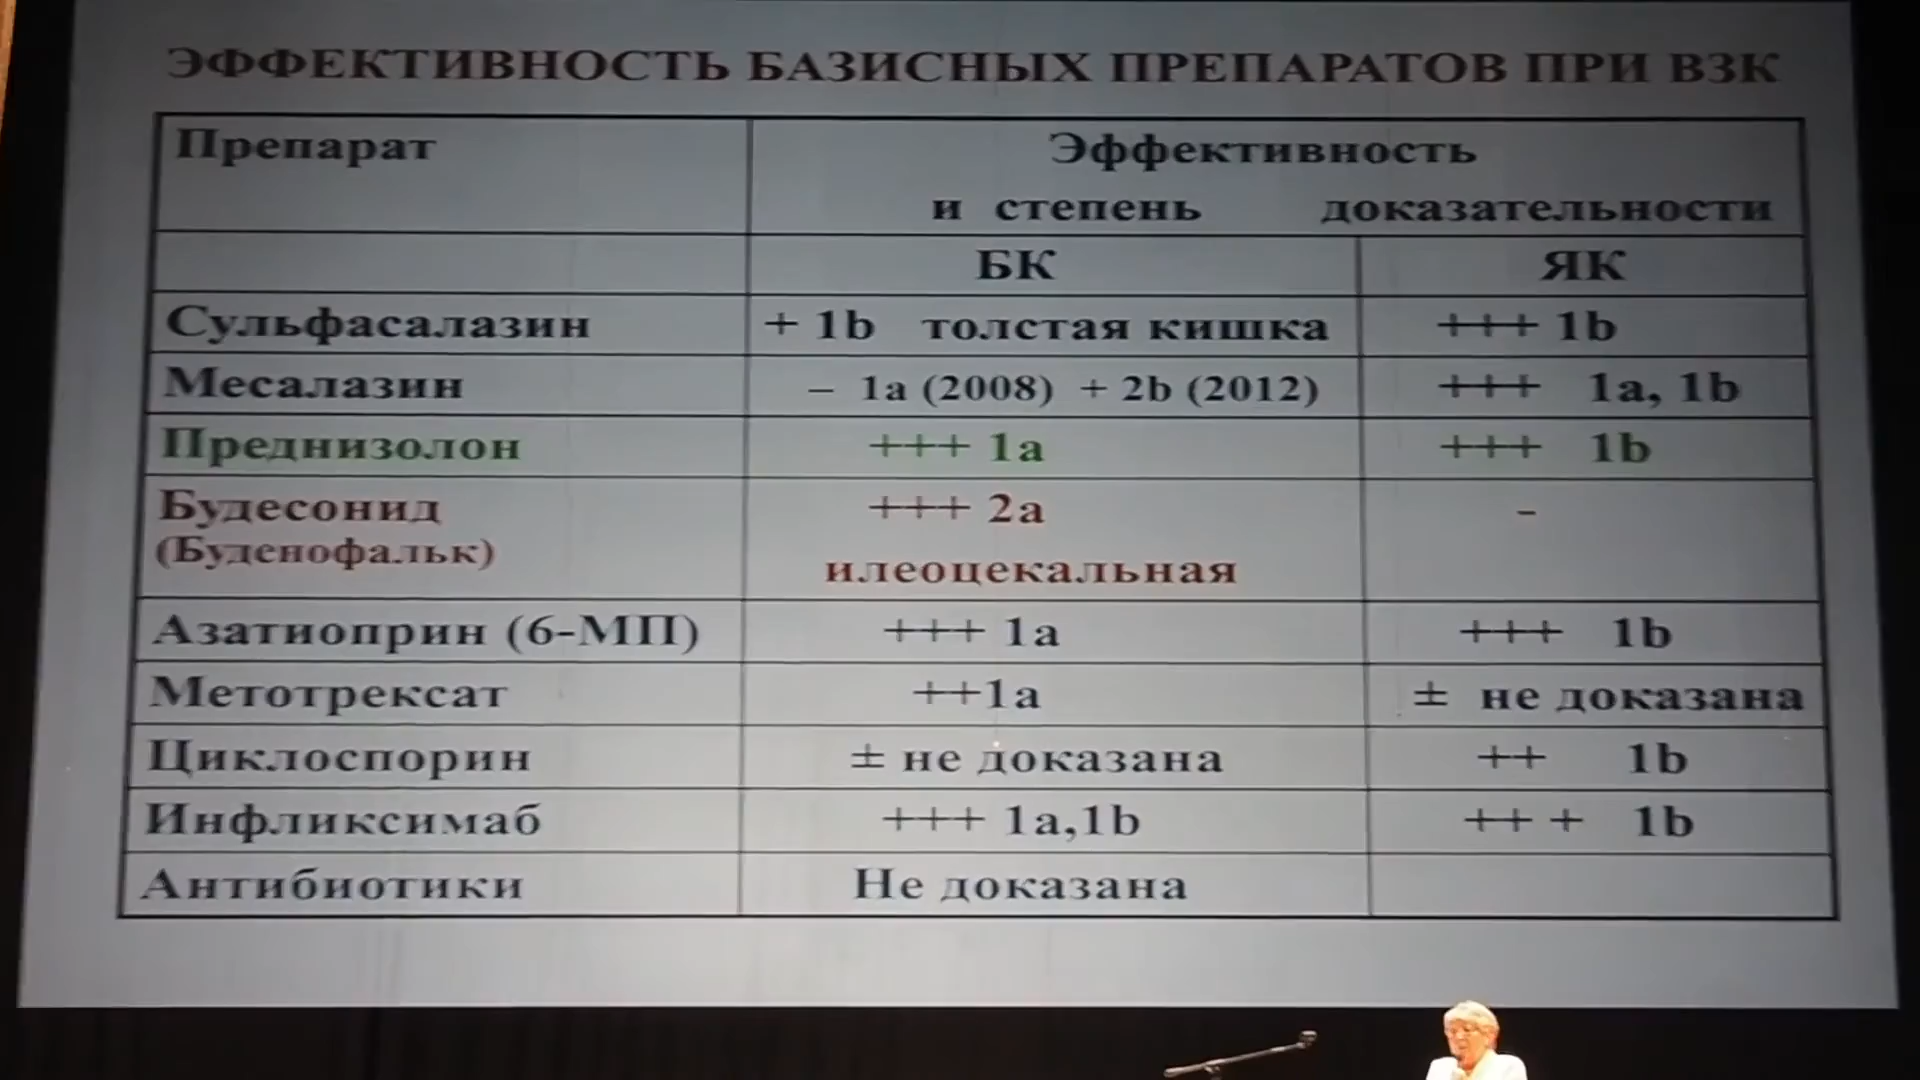 ЭФФЕКТИВНОСТЬ БАЗИСНЫХ ПРЕПАРАТОВ ПРИ ВЗК
Препарат Эффективность
и степень доказательности
БК ЯК
Сульфасалазин + 1b толстая кишка +++ 1b
Месалазин – 1a (2008) + 2b (2012) +++ 1a, 1b
Преднизолон +++ 1a +++ 1b
Будесонид +++ 2a -
(Буденофальк) илеоцекальная
Азатиоприн (6-МП) +++ 1a +++ 1b
Метотрексат ++1a ± не доказана
Циклоспорин ± не доказана ++ 1b
Инфликсимаб +++ 1a,1b ++ + 1b
Антибиотики Не доказана